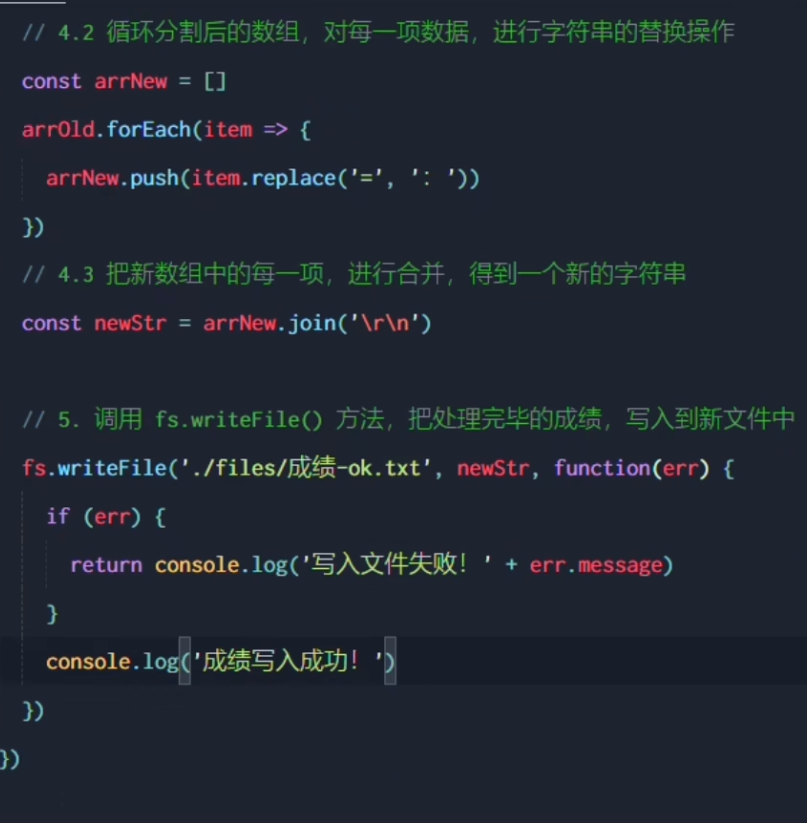 // 4.2 循环分割后的数组，对每一项数据，进行字符串的替换操作
const arrNew = []
arrOld.forEach(item => {
arrNew.push(item.replace('=', '：'))
})
// 4.3 把新数组中的每一项，进行合并，得到一个新的字符串
const newStr = arrNew.join('\r\n')
// 5. 调用 fs.writeFile() 方法，把处理完毕的成绩，写入到新文件中
fs.writeFile('./files/成绩-ok.txt', newStr, function(err) {
if (err) {
return console.log('写入文件失败！' + err.message)
}
console.log('成绩写入成功！')
})
})